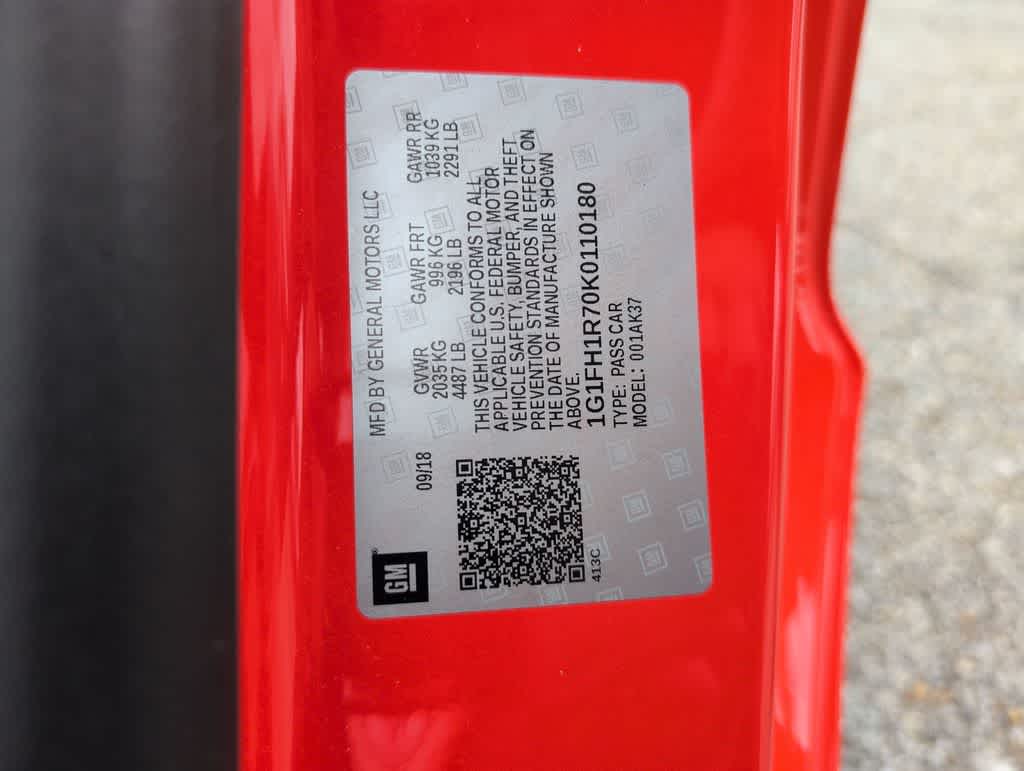 GM
MFD BY GENERAL MOTORS LLC
09/18
GVWR GAWR FRT GAWR RR
2035 KG 996 KG 1039 KG
4487 LB 2196 LB 2291 LB
THIS VEHICLE CONFORMS TO ALL
APPLICABLE U.S. FEDERAL MOTOR
VEHICLE SAFETY, BUMPER, AND THEFT
PREVENTION STANDARDS IN EFFECT ON
THE DATE OF MANUFACTURE SHOWN
ABOVE.
1G1FH1R70K0110180
TYPE: PASS CAR
MODEL: 001AK37
413C